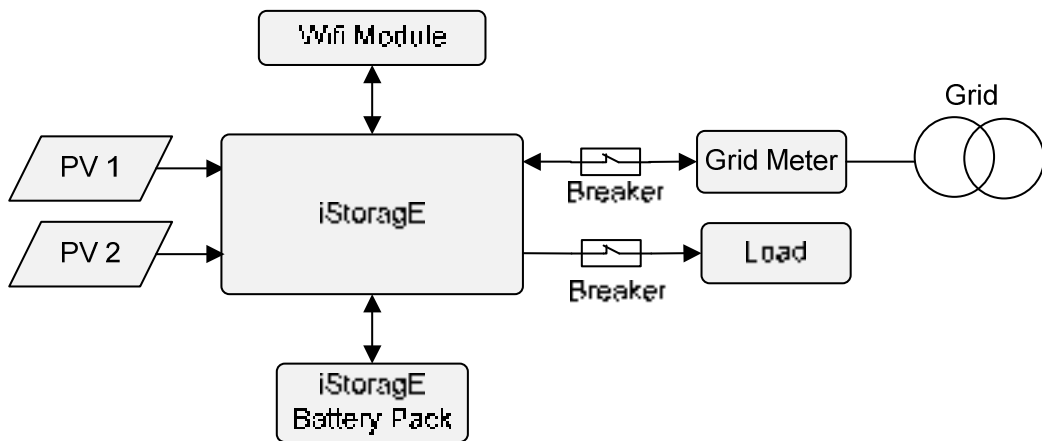 Wifi Module
Grid
PV 1
Grid Meter
Breaker
iStoragE
PV 2
Load
Breaker
iStoragE
Battery Pack